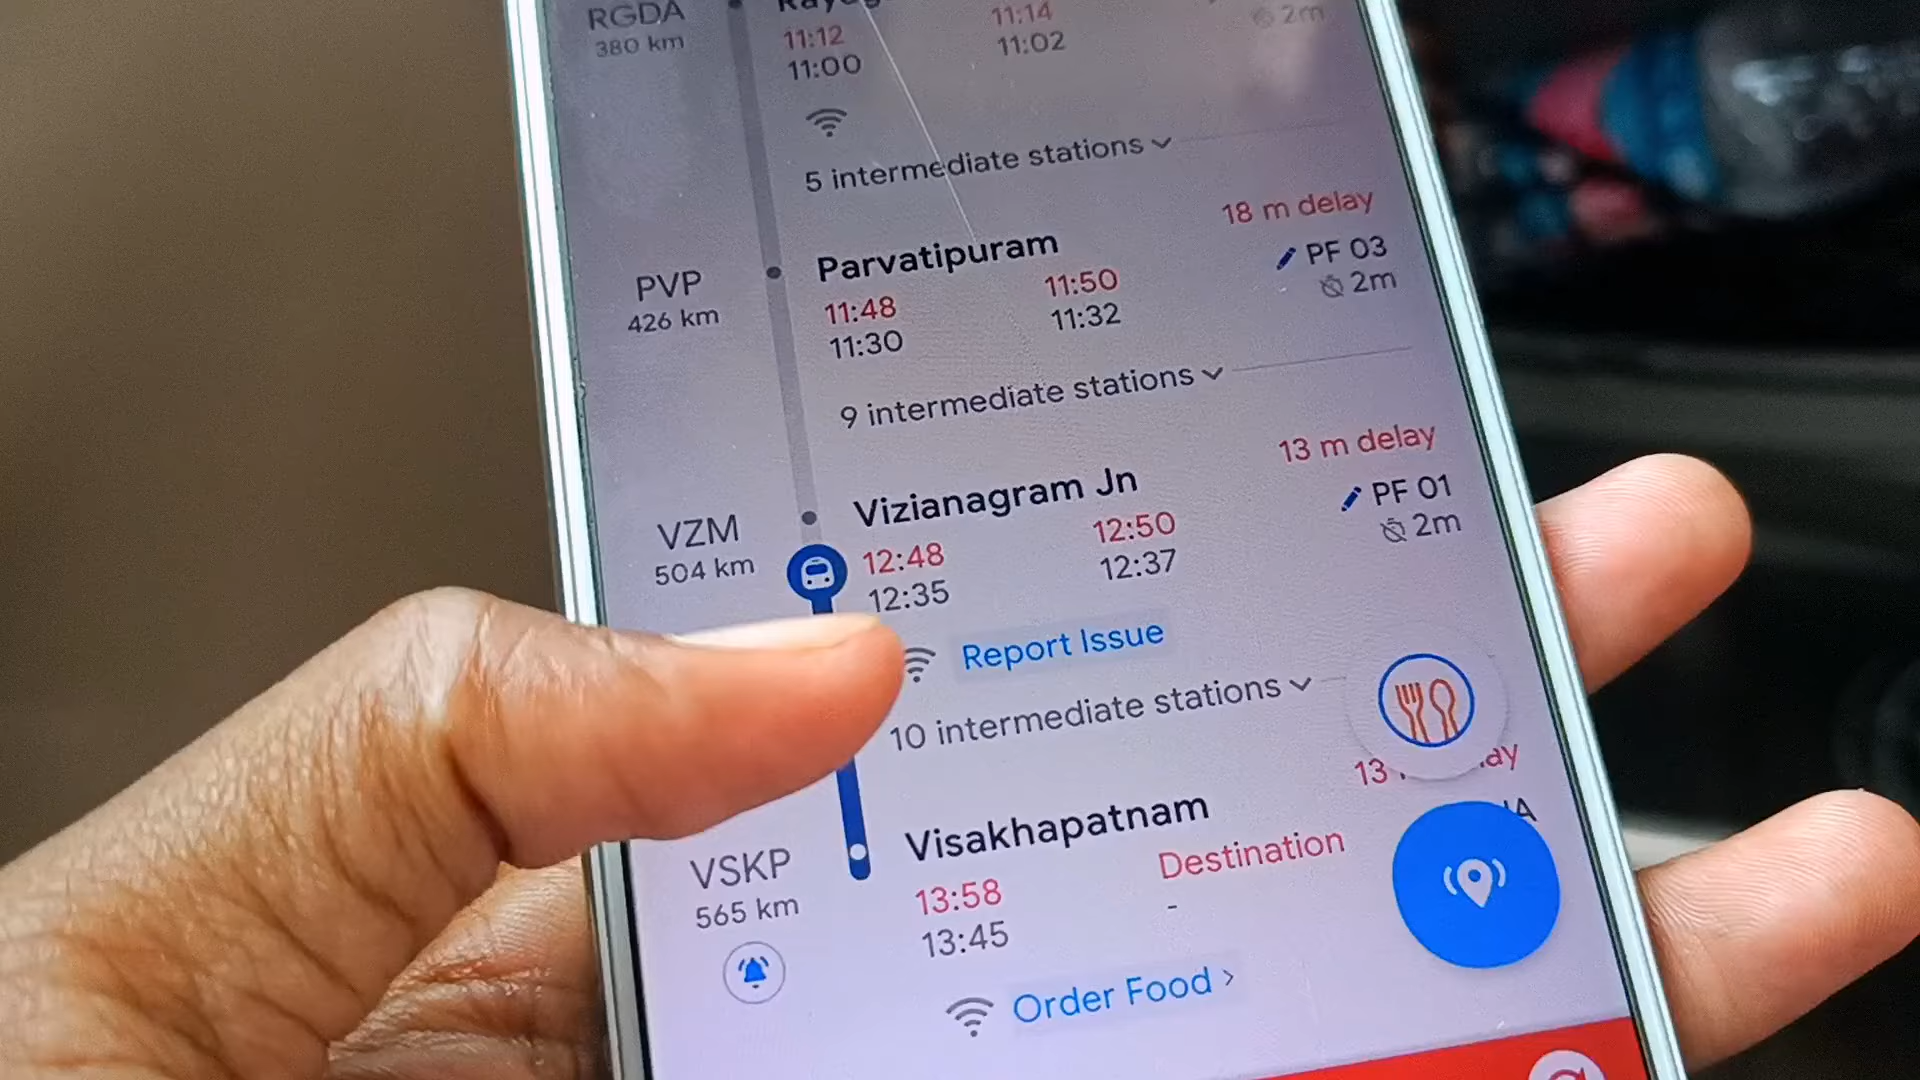 RGDA
380 km
11:12
11:14
11:00
11:02
2m
5 intermediate stations
18 m delay
PVP
426 km
Parvatipuram
PF 03
11:48
11:50
2m
11:30
11:32
9 intermediate stations
13 m delay
VZM
504 km
Vizianagram Jn
PF 01
12:48
12:50
2m
12:35
12:37
Report Issue
10 intermediate stations
13
VSKP
565 km
Visakhapatnam
13:58
Destination
13:45
-
Order Food ›